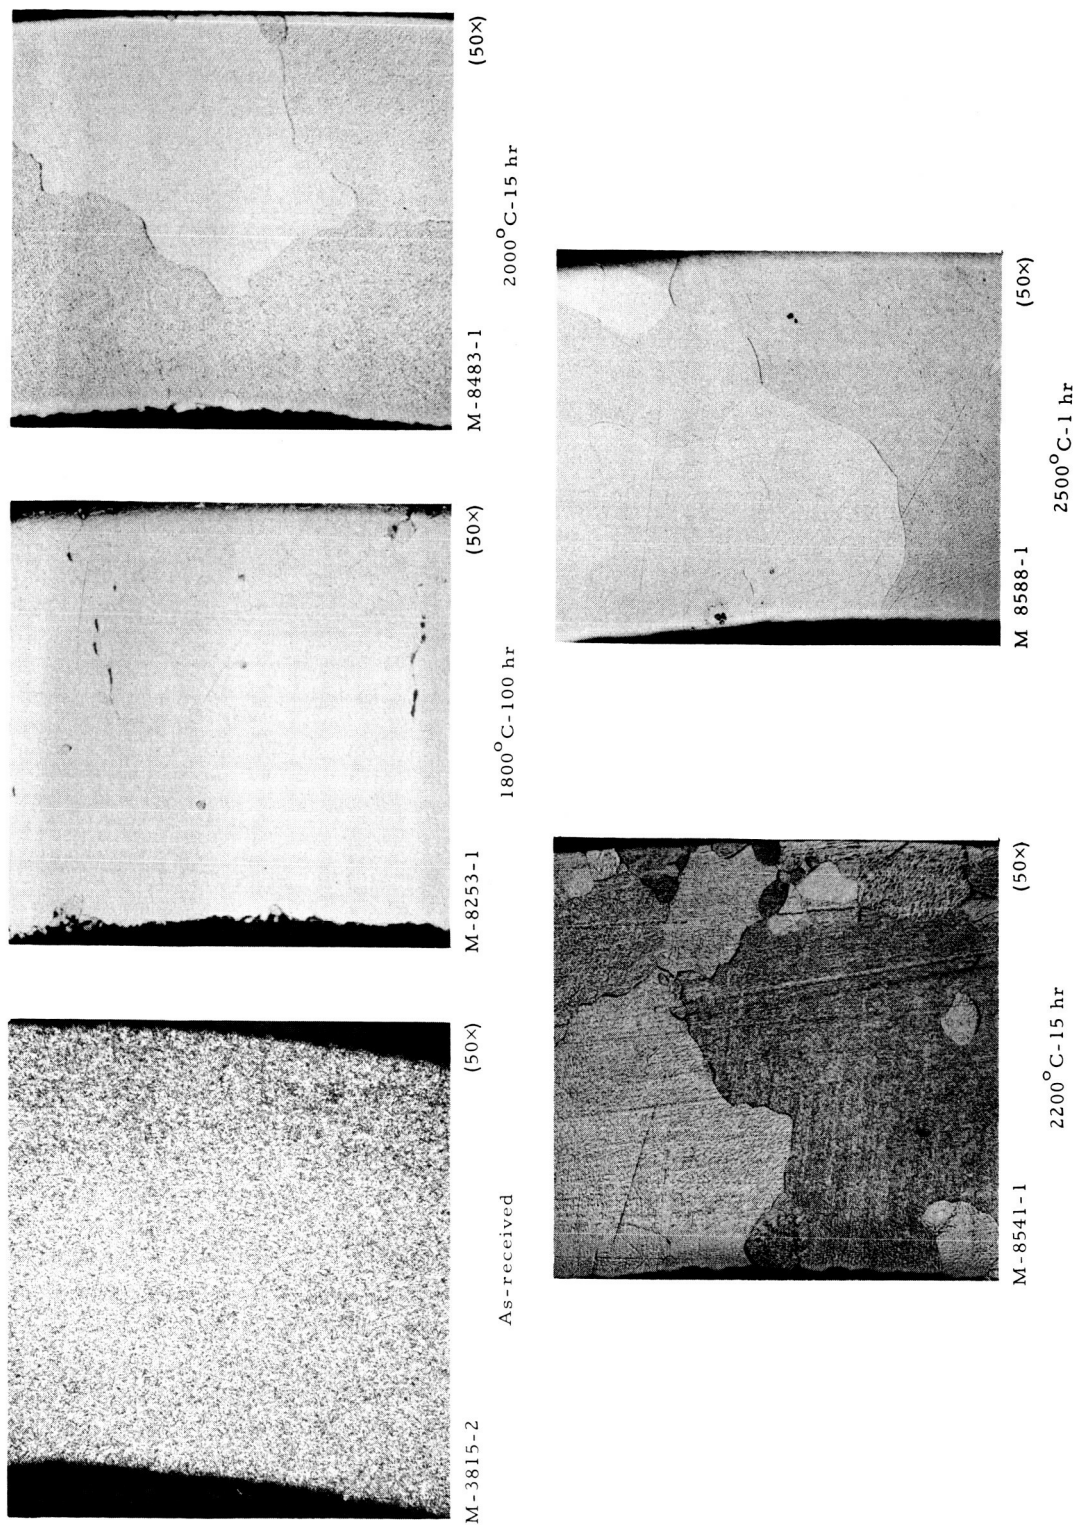 M-3815-2 (50×)
As-received
M-8253-1 (50×)
1800°C-100 hr
M-8483-1 (50×)
2000°C-15 hr
M-8541-1 (50×)
2200°C-15 hr
M 8588-1 (50×)
2500°C-1 hr